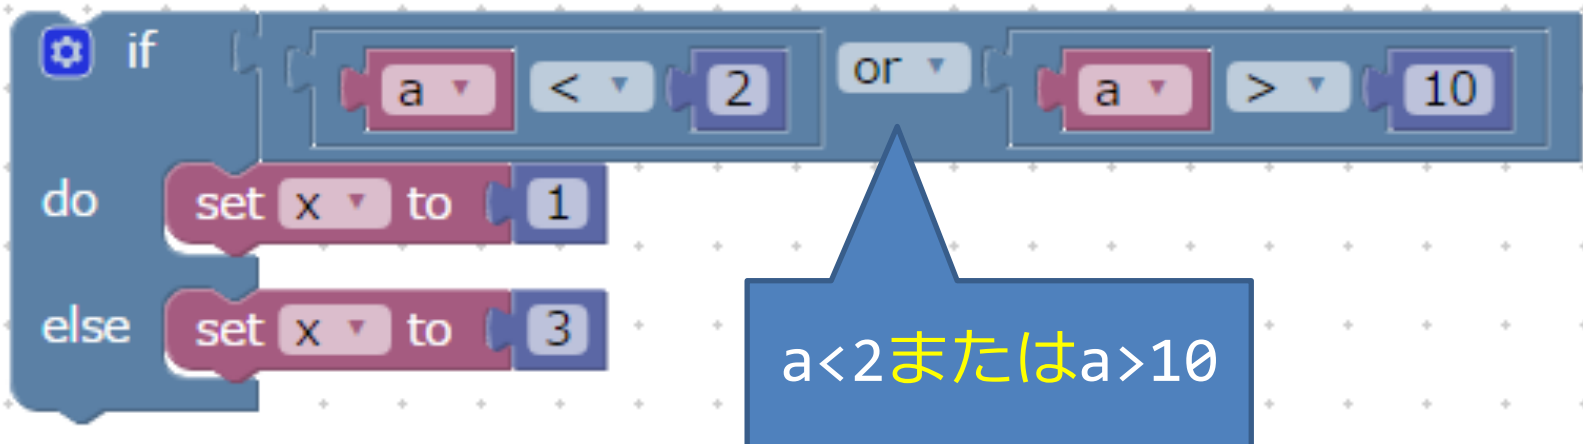 if a < 2 or a > 10
do set x to 1
else set x to 3
a<2またはa>10